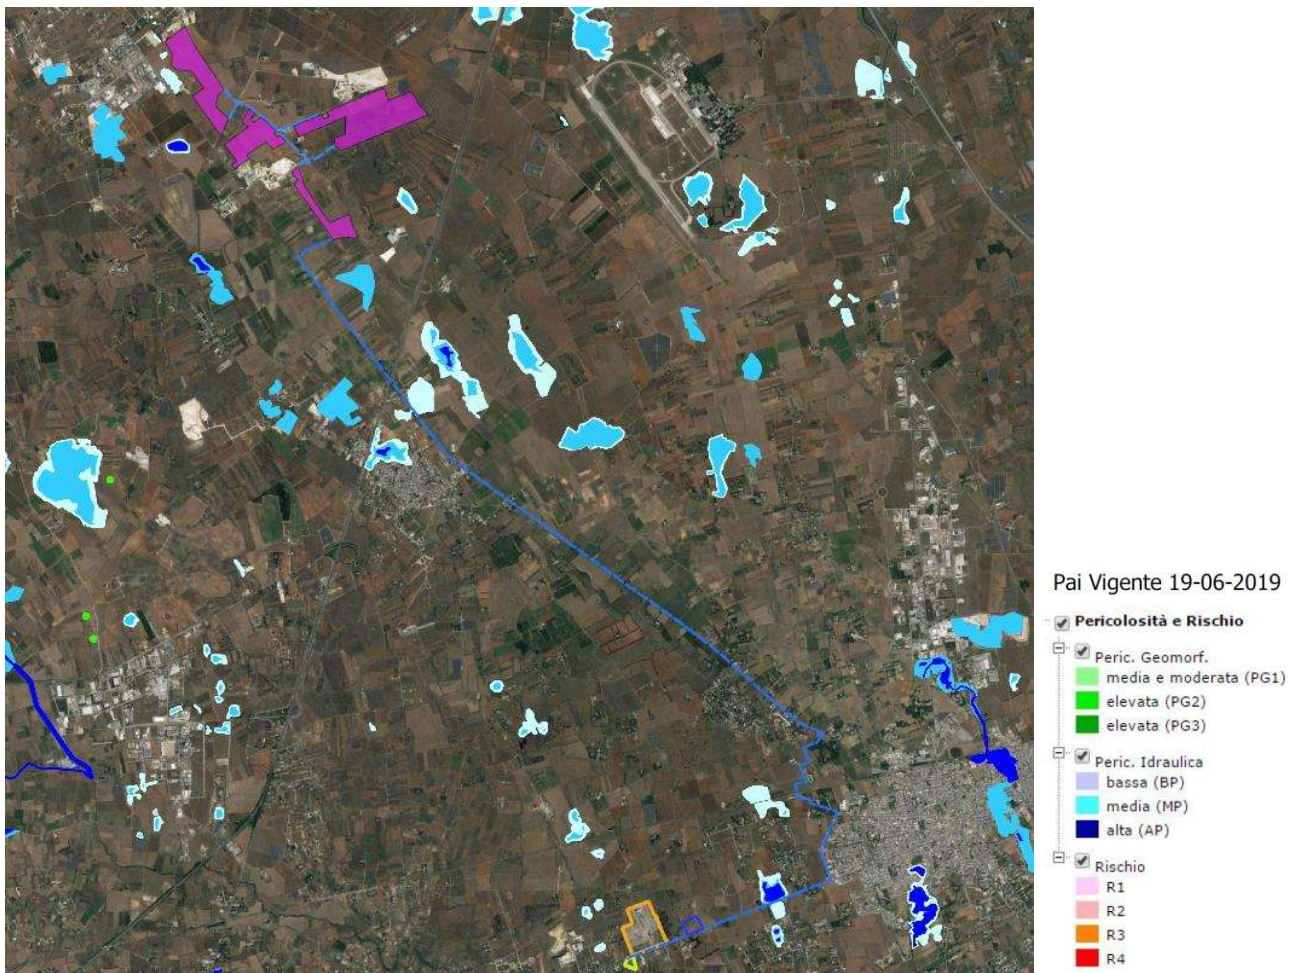 Pai Vigente 19-06-2019
Pericolosità e Rischio
Peric. Geomorf.
media e moderata (PG1)
elevata (PG2)
elevata (PG3)
Peric. Idraulica
bassa (BP)
media (MP)
alta (AP)
Rischio
R1
R2
R3
R4